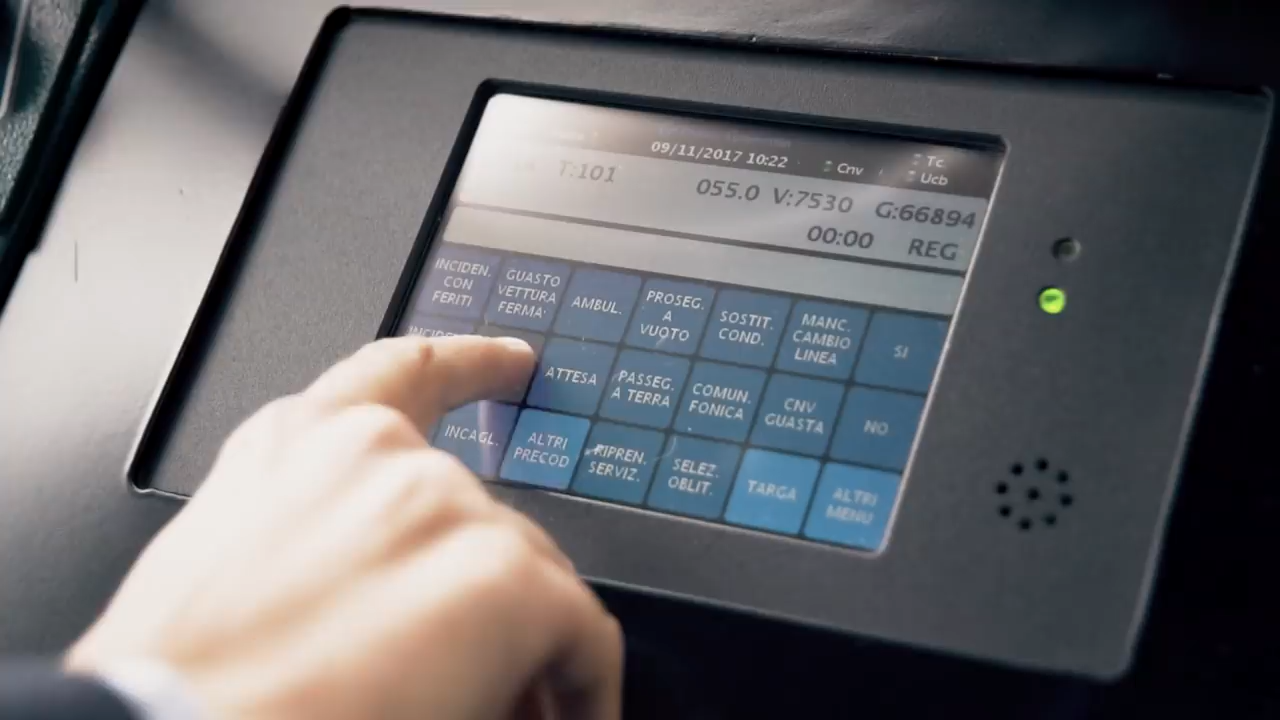 09/11/2017 10:22
Cnv
Tc
Ucb
T:101
055.0 V:7530 G:66894
00:00 REG
INCIDEN.
CON
FERITI
GUASTO
VETTURA
FERMA
AMBUL.
PROSEG.
A
VUOTO
SOSTIT.
COND.
MANC.
CAMBIO
LINEA
SI
ATTESA
PASSEG.
A TERRA
COMUN.
FONICA
CNV
GUASTA
NO
INCAGL.
ALTRI
PRECOD
RIPREN.
SERVIZ.
SELEZ.
OBLIT.
TARGA
ALTRI
MENU